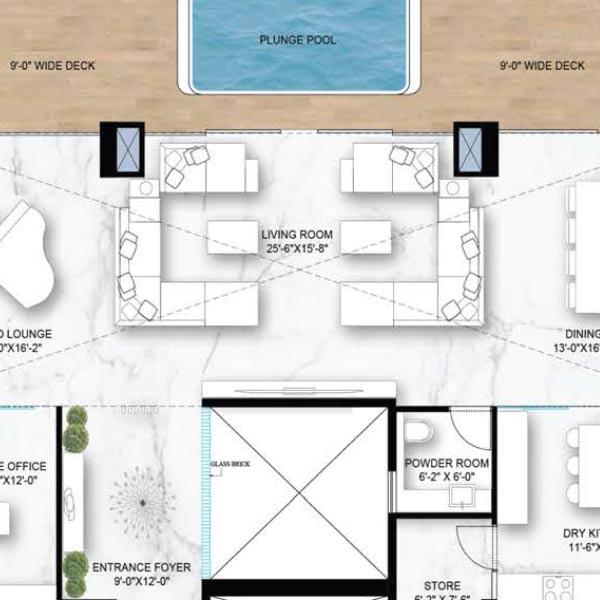 PLUNGE POOL
9'-0" WIDE DECK
9'-0" WIDE DECK
LIVING ROOM
25'-6"X15'-8"
LOUNGE
X16'-2"
DINING
13'-0"X16'
GLASS BRICK
OFFICE
X12'-0"
POWDER ROOM
6'-2" X 6'-0"
ENTRANCE FOYER
9'-0"X12'-0"
DRY KI
11'-6"X
STORE
6'-2" X 7'-6"